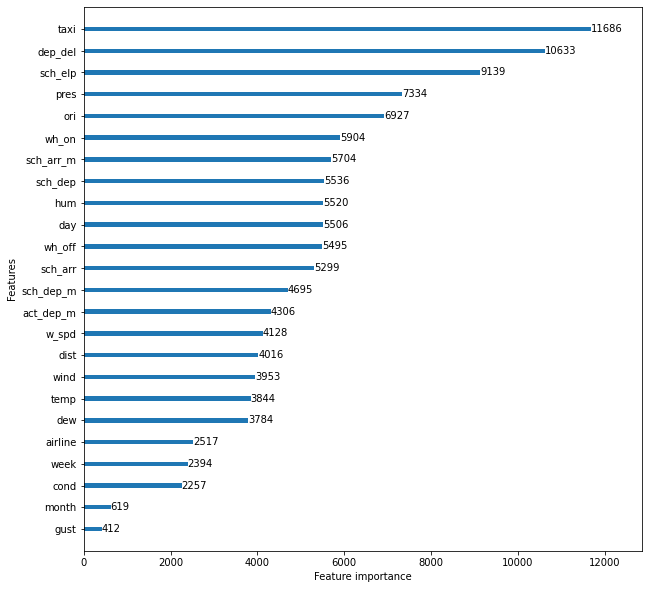 taxi 11686
dep_del 10633
sch_elp 9139
pres 7334
ori 6927
wh_on 5904
sch_arr_m 5704
sch_dep 5536
hum 5520
day 5506
wh_off 5495
sch_arr 5299
sch_dep_m 4695
act_dep_m 4306
w_spd 4128
dist 4016
wind 3953
temp 3844
dew 3784
airline 2517
week 2394
cond 2257
month 619
gust 412
Features
0 2000 4000 6000 8000 10000 12000
Feature importance